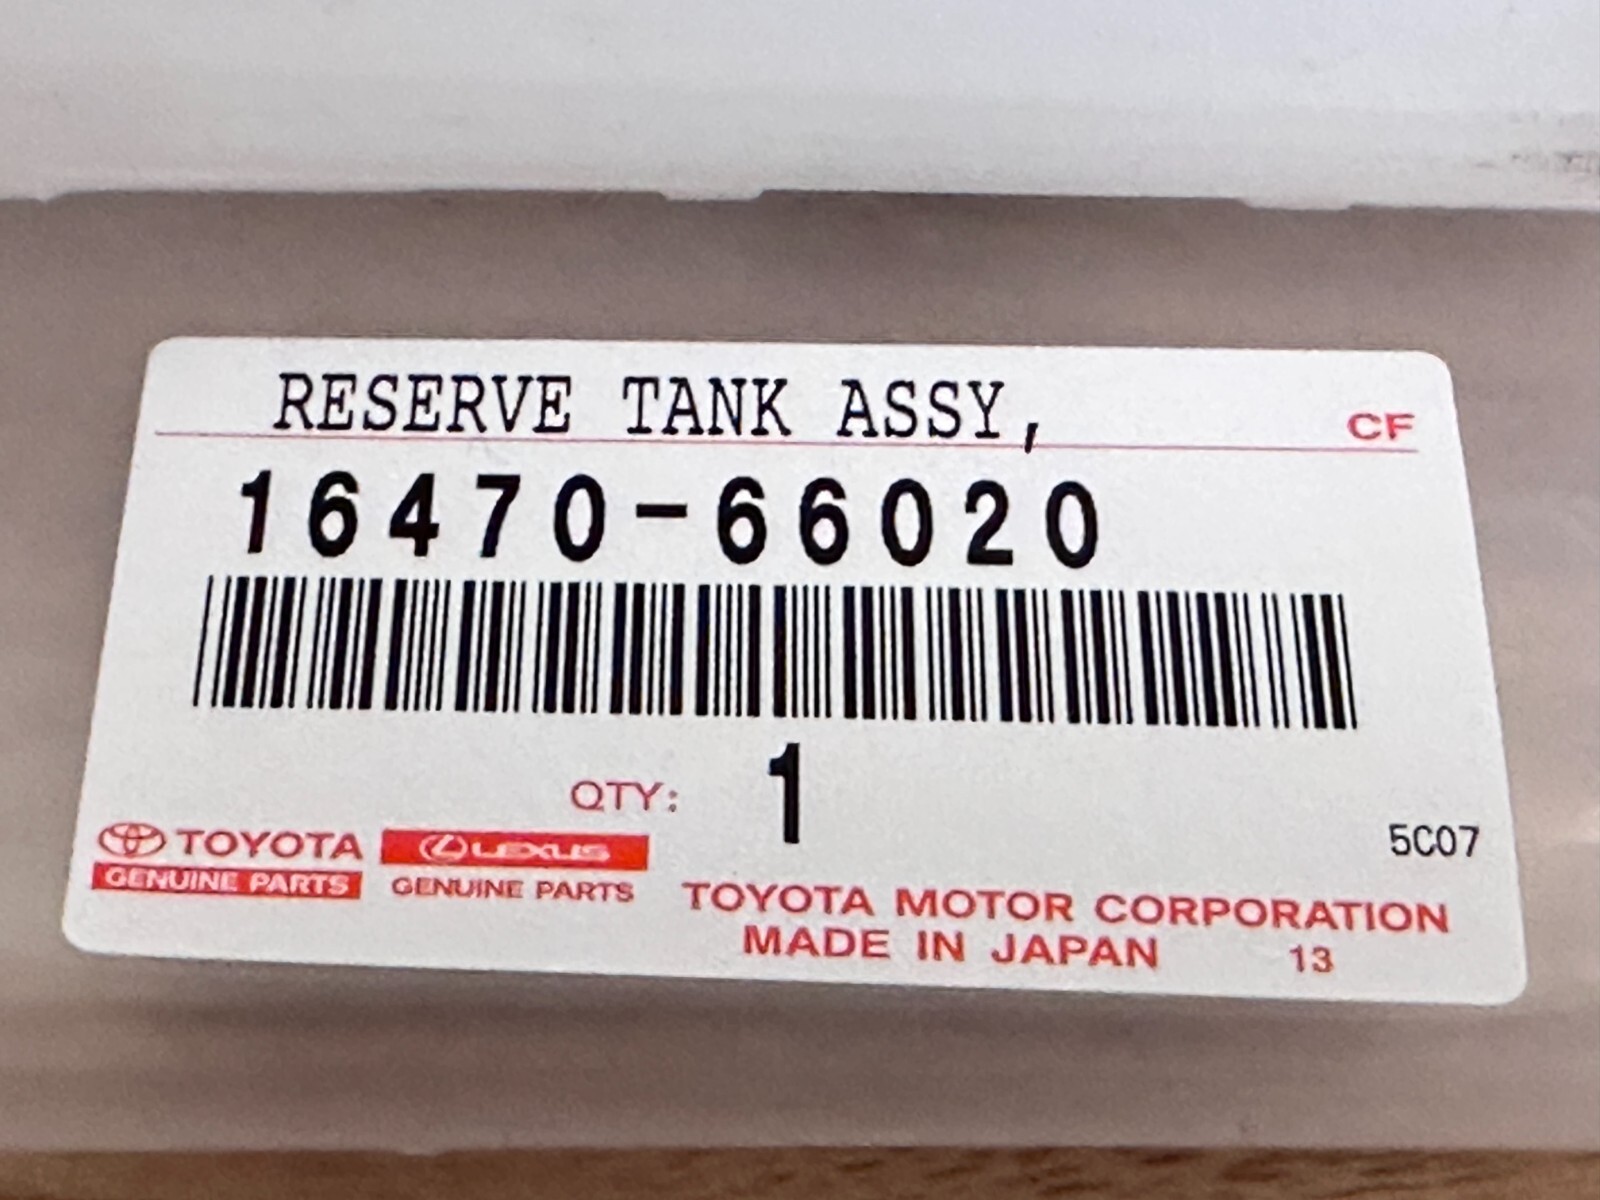 RESERVE TANK ASSY,
CF
16470-66020
QTY: 1
5C07
TOYOTA
GENUINE PARTS
LEXUS
GENUINE PARTS
TOYOTA MOTOR CORPORATION
MADE IN JAPAN 13